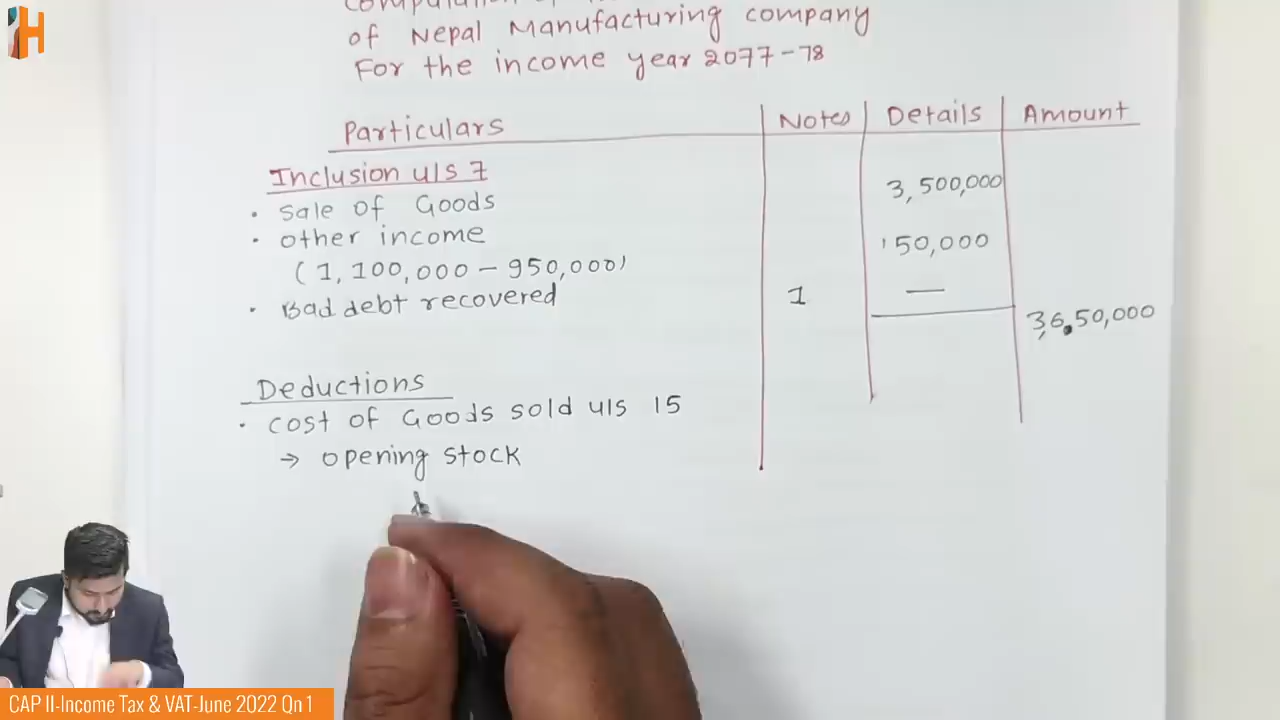 H
of Nepal Manufacturing company
For the income year 2077-78
Particulars Notes Details Amount
Inclusion u/s 7
• Sale of Goods 3,500,000
• other income 150,000
(1,100,000 - 950,000)
• Bad debt recovered 1 —
36,50,000
Deductions
• cost of Goods sold u/s 15
→ opening stock
CAP II-Income Tax & VAT-June 2022 Qn 1